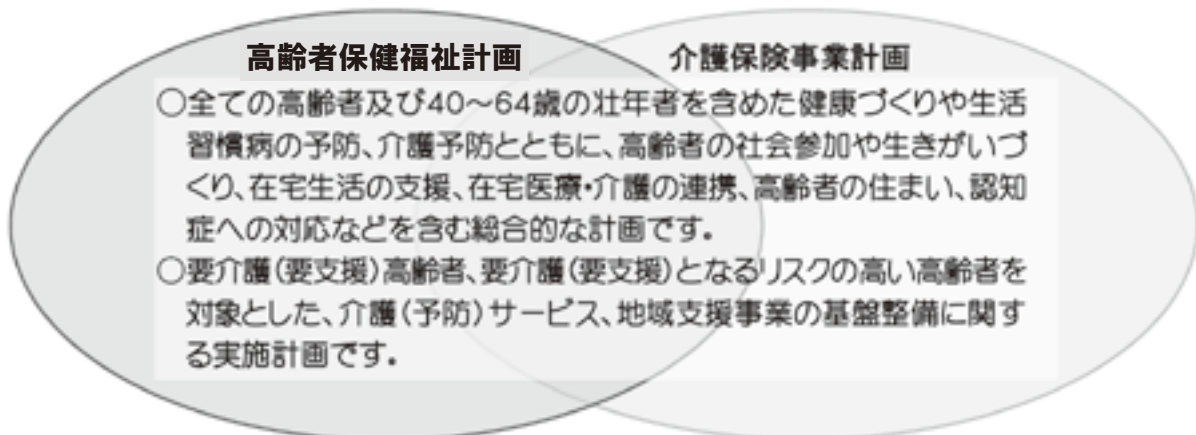 高齢者保健福祉計画
介護保険事業計画
○全ての高齢者及び40～64歳の壮年者を含めた健康づくりや生活
習慣病の予防、介護予防とともに、高齢者の社会参加や生きがいづ
くり、在宅生活の支援、在宅医療・介護の連携、高齢者の住まい、認知
症への対応などを含む総合的な計画です。
○要介護(要支援)高齢者、要介護(要支援)となるリスクの高い高齢者を
対象とした、介護(予防)サービス、地域支援事業の基盤整備に関す
る実施計画です。